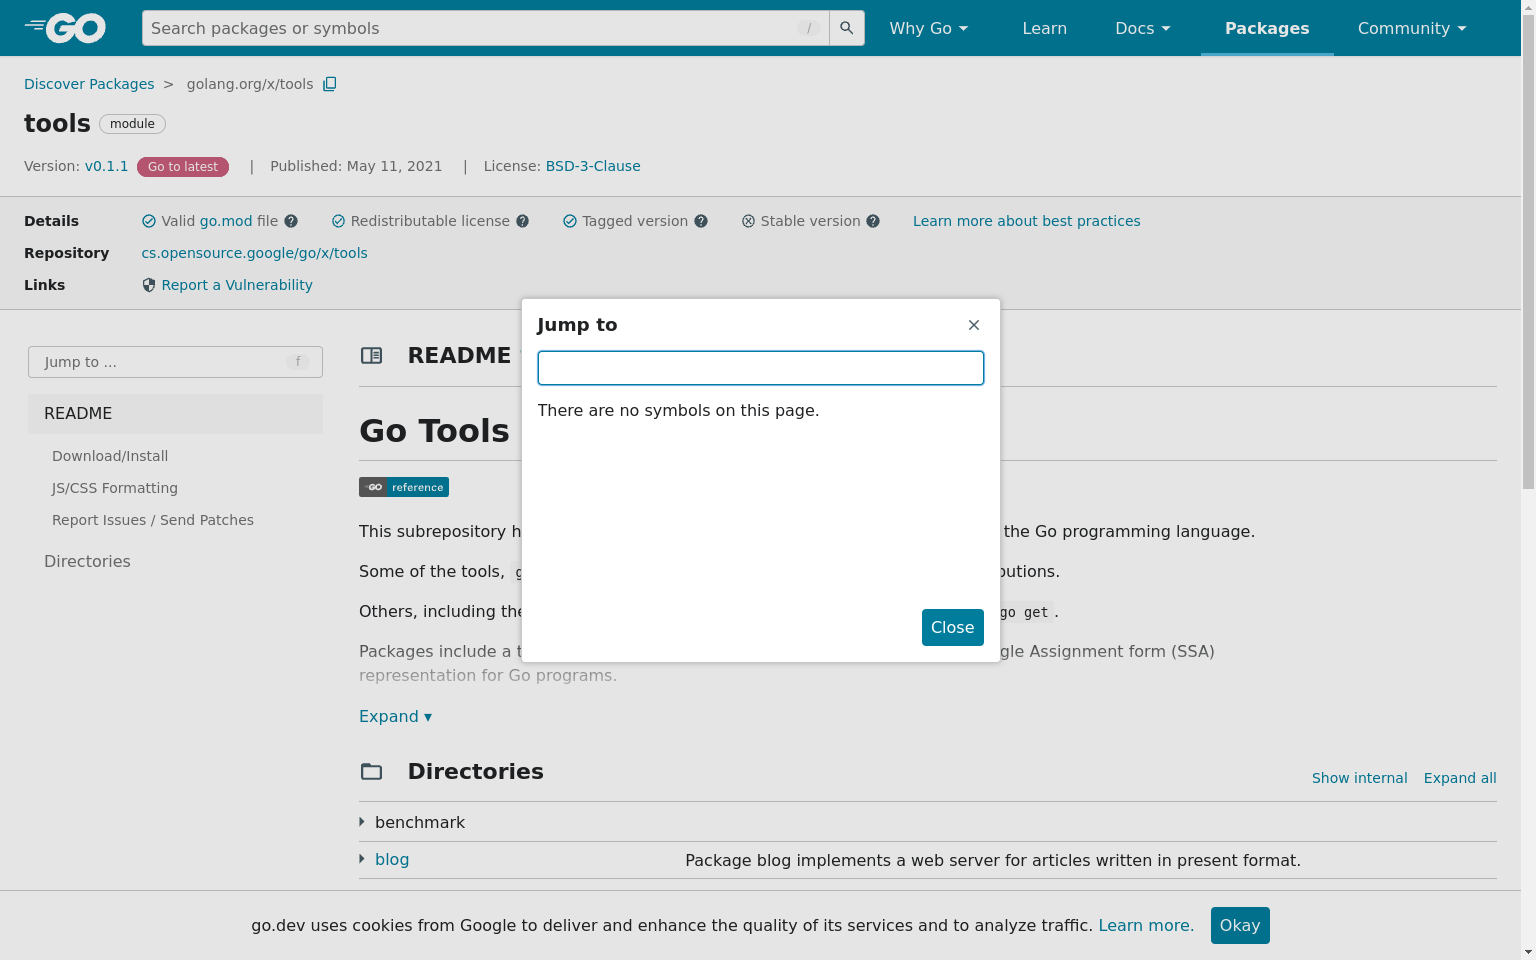 GO
Search packages or symbols
/
Why Go
Learn
Docs
Packages
Community
Discover Packages > golang.org/x/tools
tools module
Version: v0.1.1 Go to latest | Published: May 11, 2021 | License: BSD-3-Clause
Details Valid go.mod file Redistributable license Tagged version Stable version Learn more about best practices
Repository cs.opensource.google/go/x/tools
Links Report a Vulnerability
Jump to
×
There are no symbols on this page.
Close
Jump to ...
f
README
Download/Install
JS/CSS Formatting
Report Issues / Send Patches
Directories
README
Go Tools
GO reference
This subrepository the Go programming language.
Some of the tools,
Others, including the go get.
Packages include a Assignment form (SSA)
representation for Go programs.
Expand ▾
Directories
Show internal Expand all
benchmark
blog Package blog implements a web server for articles written in present format.
go.dev uses cookies from Google to deliver and enhance the quality of its services and to analyze traffic. Learn more.
Okay